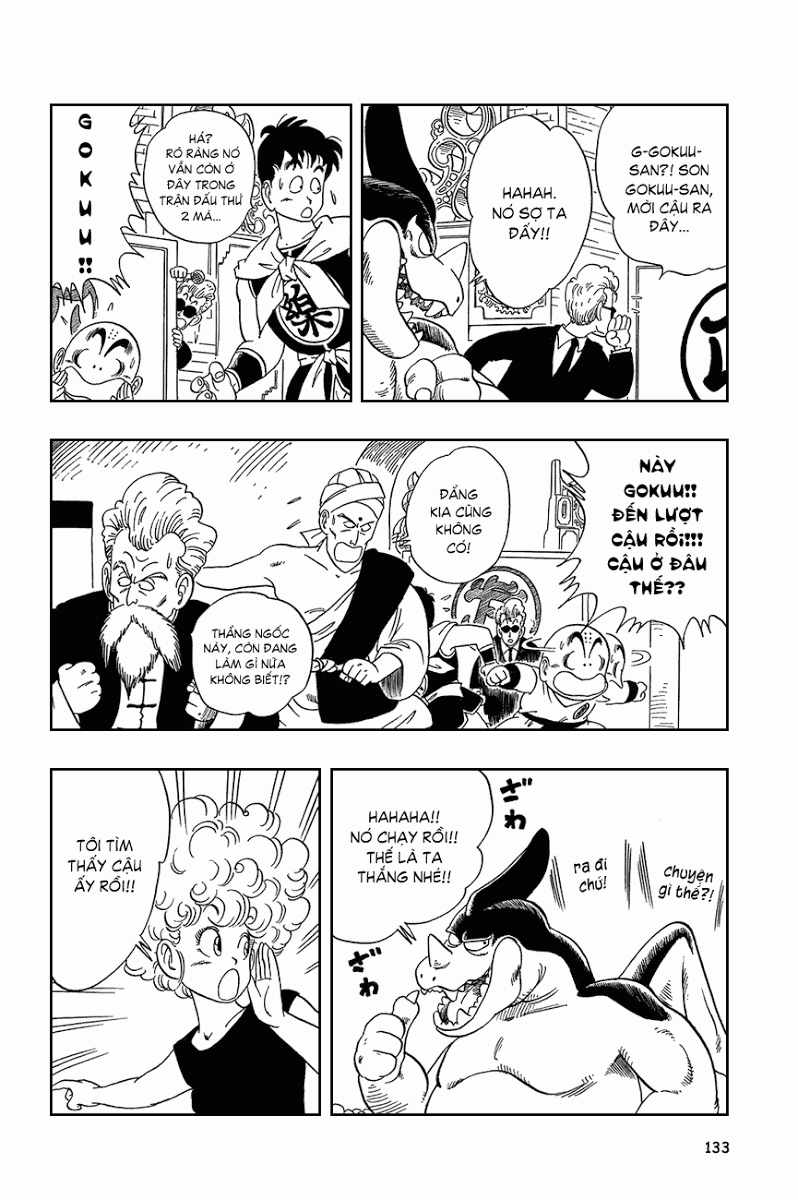 G-GOKUU-
SAN?! SON
GOKUU-SAN,
MỜI CẬU RA
ĐÂY...
HAHAH.
NÓ SỢ TA
ĐẤY!!
HẢ?
RÕ RÀNG NÓ
VẪN CÒN Ở
ĐÂY TRONG
TRẬN ĐẤU THỨ
2 MÀ...
樂
G
O
K
U
U
!!
NÀY
GOKUU!!
ĐẾN LƯỢT
CẬU RỒI!!!
CẬU Ở ĐÂU
THẾ??
ĐẰNG
KIA CŨNG
KHÔNG
CÓ!
THẰNG NGỐC
NÀY, CÒN ĐANG
LÀM GÌ NỮA
KHÔNG BIẾT!?
chuyện
gì thế?!
ra đi
chứ!
ざわ
HAHAHA!!
NÓ CHẠY RỒI!!
THẾ LÀ TA
THẮNG NHÉ!!
ざわ
TÔI TÌM
THẤY CẬU
ẤY RỒI!!
133